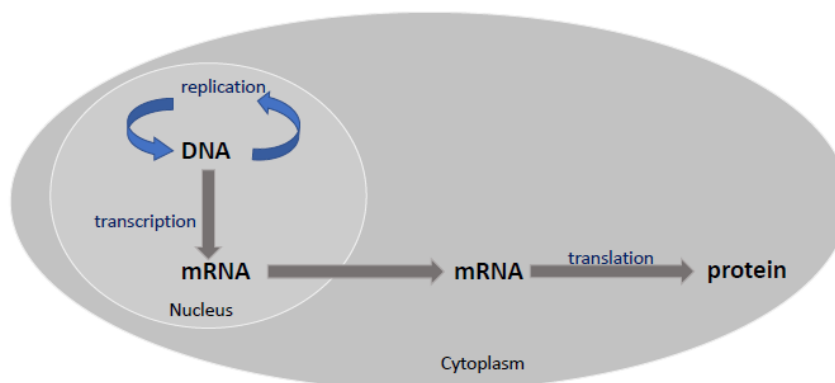 replication
DNA
transcription
mRNA
mRNA
translation
protein
Nucleus
Cytoplasm